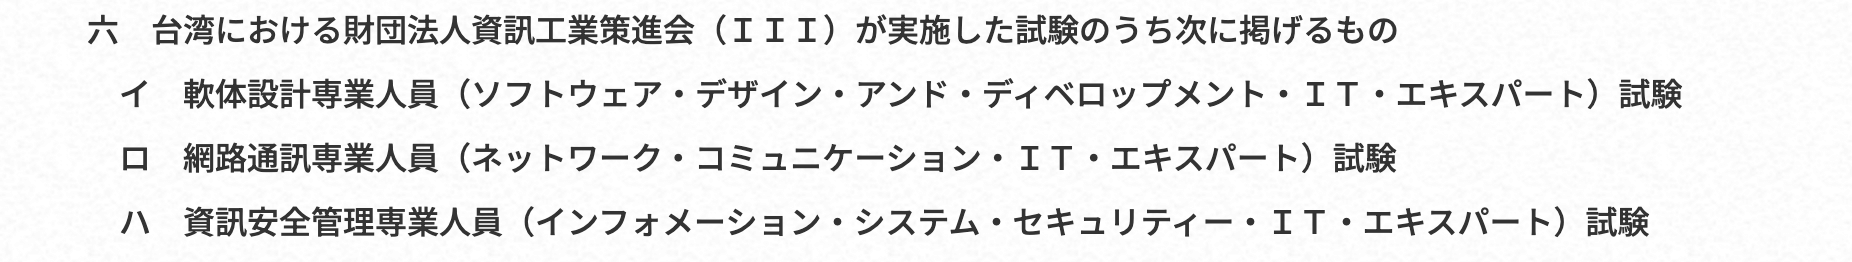 六　台湾における財団法人資訊工業策進会（ＩＩＩ）が実施した試験のうち次に掲げるもの
イ　軟体設計専業人員（ソフトウェア・デザイン・アンド・ディベロップメント・ＩＴ・エキスパート）試験
ロ　網路通訊専業人員（ネットワーク・コミュニケーション・ＩＴ・エキスパート）試験
ハ　資訊安全管理専業人員（インフォメーション・システム・セキュリティー・ＩＴ・エキスパート）試験